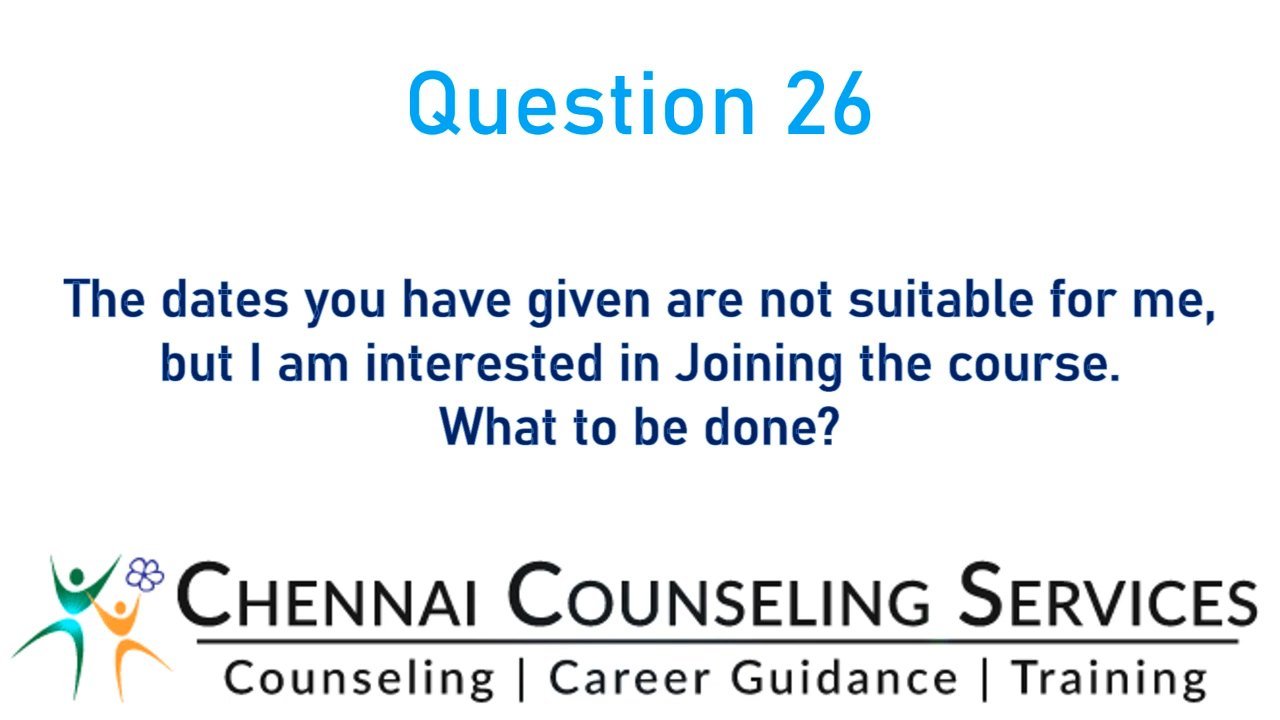 Question 26
The dates you have given are not suitable for me,
but I am interested in Joining the course.
What to be done?
CHENNAI COUNSELING SERVICES
Counseling | Career Guidance | Training